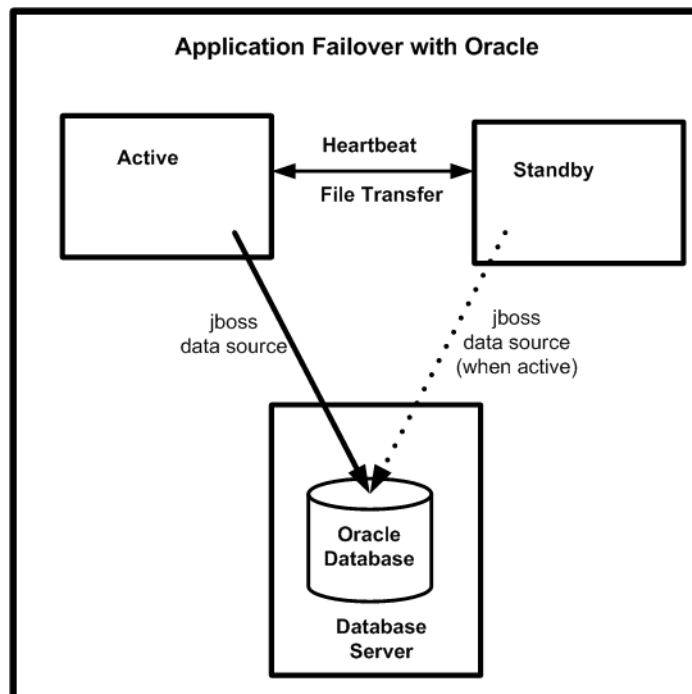 Application Failover with Oracle
Active
Heartbeat
File Transfer
Standby
jboss
data source
jboss
data source
(when active)
Oracle
Database
Database
Server